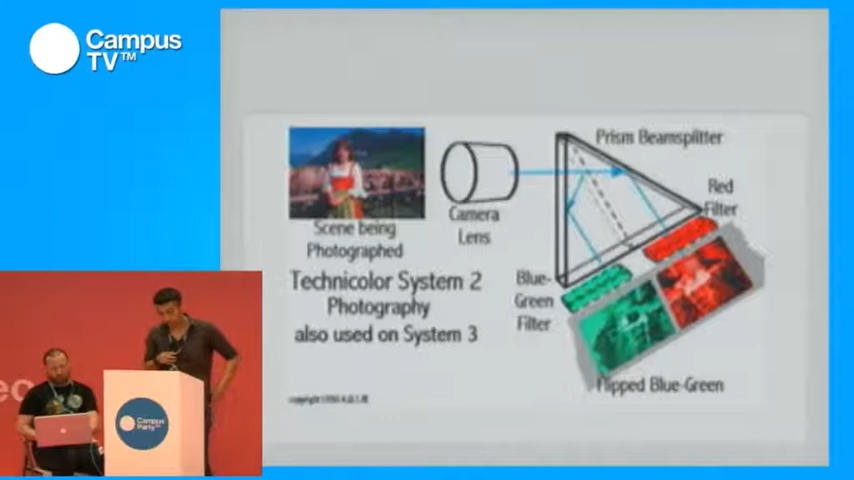 Campus
TV™
Prism Beamsplitter
Red
Filter
Camera
Lens
Scene being
Photographed
Technicolor System 2
Photography
also used on System 3
Blue-
Green
Filter
Flipped Blue-Green
Campus
Party